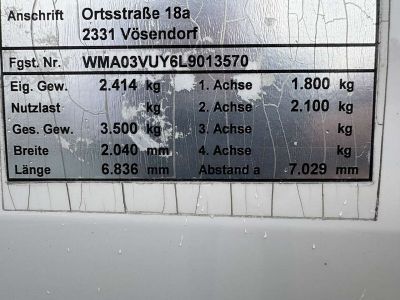 Anschrift Ortsstraße 18a
2331 Vösendorf
Fgst. Nr. WMA03VUY6L9013570
Eig. Gew. 2.414 kg 1. Achse 1.800 kg
Nutzlast kg 2. Achse 2.100 kg
Ges. Gew. 3.500 kg 3. Achse kg
Breite 2.040 mm 4. Achse kg
Länge 6.836 mm Abstand a 7.029 mm